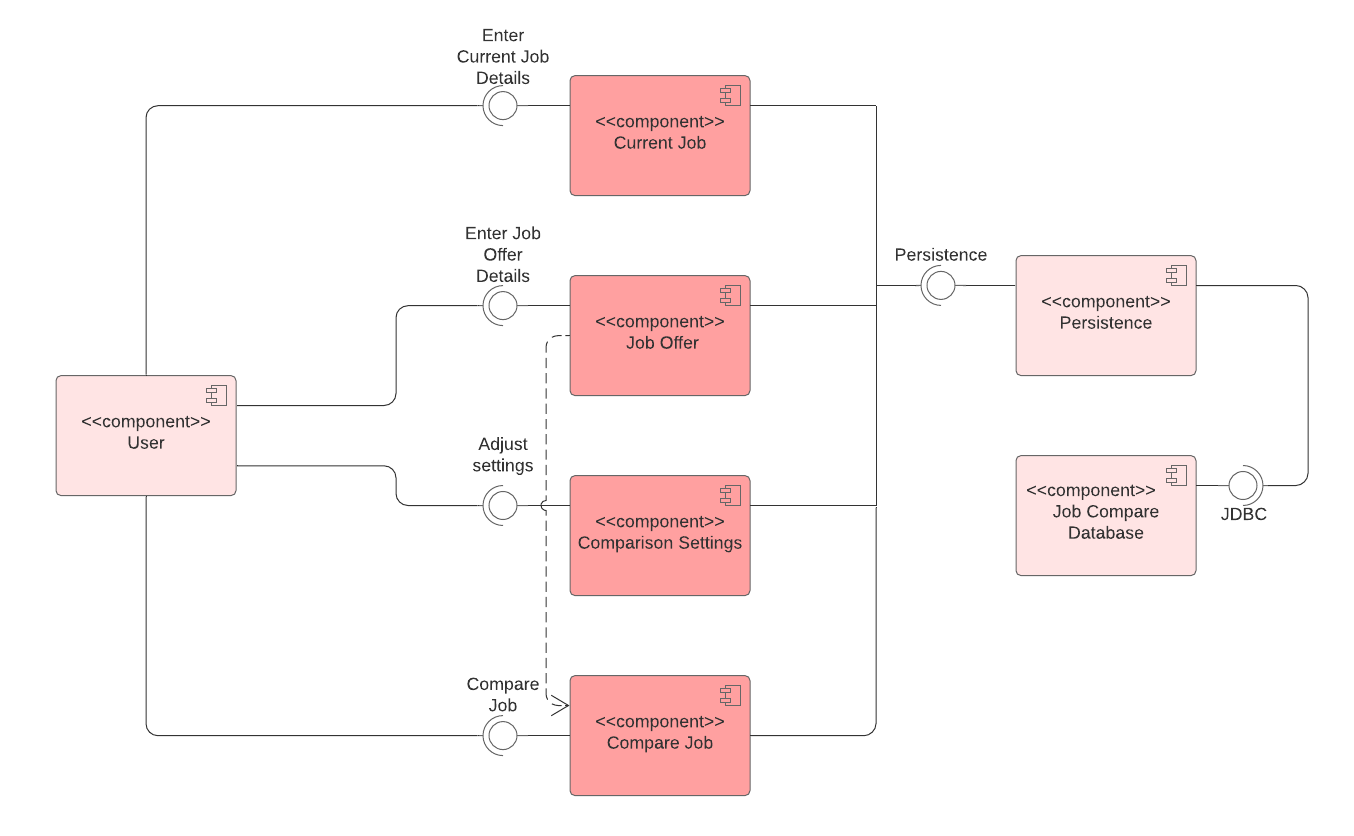 Enter
Current Job
Details
<<component>>
Current Job
Enter Job
Offer
Details
<<component>>
Job Offer
Persistence
<<component>>
Persistence
<<component>>
User
Adjust
settings
<<component>>
Comparison Settings
<<component>>
Job Compare
Database
JDBC
Compare
Job
<<component>>
Compare Job